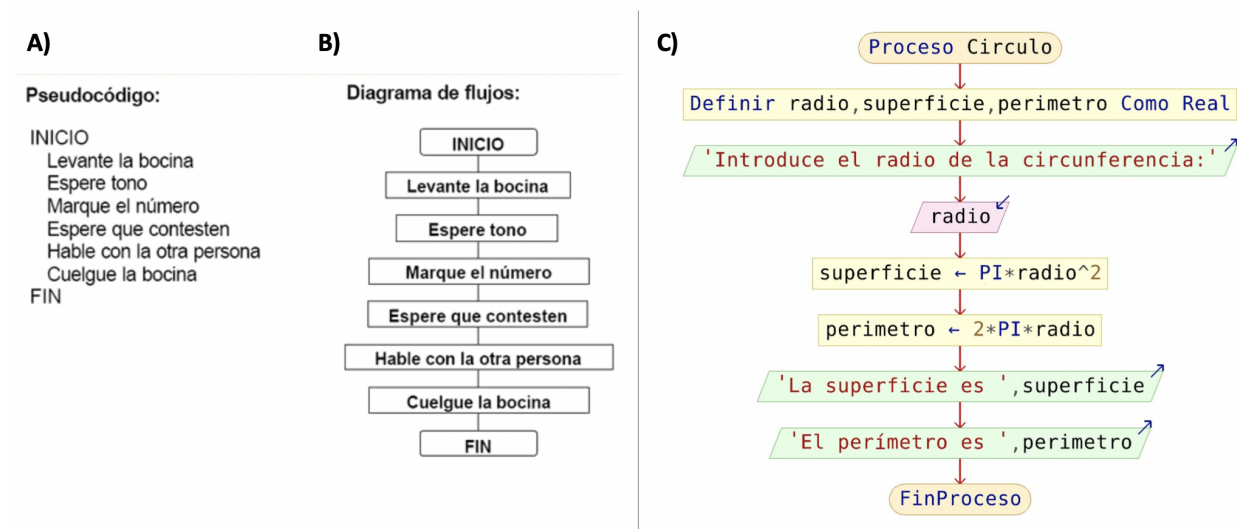 A)
Pseudocódigo:
INICIO
Levante la bocina
Espere tono
Marque el número
Espere que contesten
Hable con la otra persona
Cuelgue la bocina
FIN
B)
Diagrama de flujos:
INICIO
Levante la bocina
Espere tono
Marque el número
Espere que contesten
Hable con la otra persona
Cuelgue la bocina
FIN
C)
Proceso Circulo
Definir radio,superficie,perimetro Como Real
'Introduce el radio de la circunferencia:'
radio
superficie ← PI*radio^2
perimetro ← 2*PI*radio
'La superficie es ',superficie
'El perímetro es ',perimetro
FinProceso